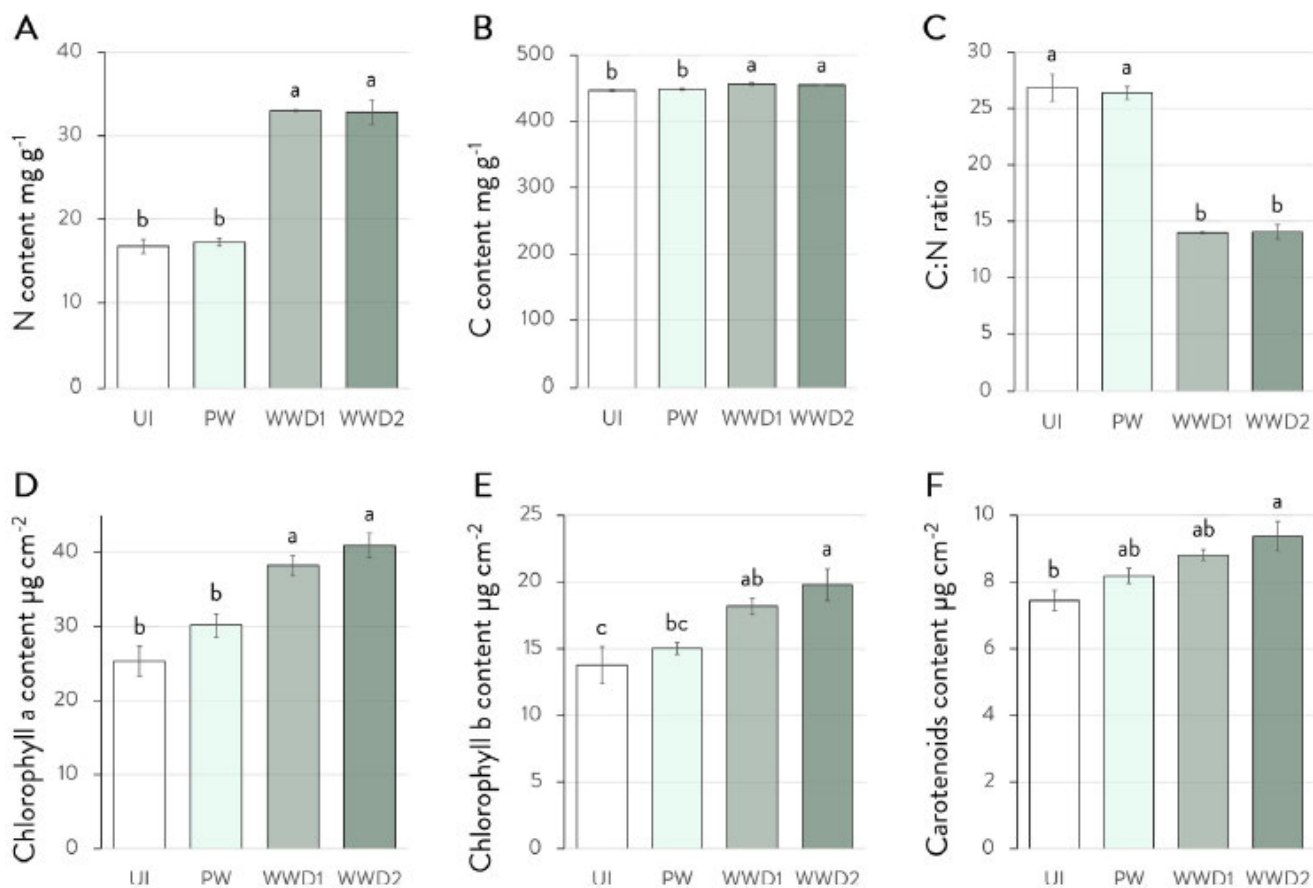 A
N content mg g⁻¹
40
30
20
10
0
b
b
a
a
UI PW WWD1 WWD2
B
C content mg g⁻¹
500
400
300
200
100
0
b
b
a
a
UI PW WWD1 WWD2
C
C:N ratio
30
25
20
15
10
5
0
a
a
b
b
UI PW WWD1 WWD2
D
Chlorophyll a content µg cm⁻²
40
30
20
10
0
b
b
a
a
UI PW WWD1 WWD2
E
Chlorophyll b content µg cm⁻²
25
20
15
10
5
0
c
bc
ab
a
UI PW WWD1 WWD2
F
Carotenoids content µg cm⁻²
10
8
6
4
2
0
b
ab
ab
a
UI PW WWD1 WWD2